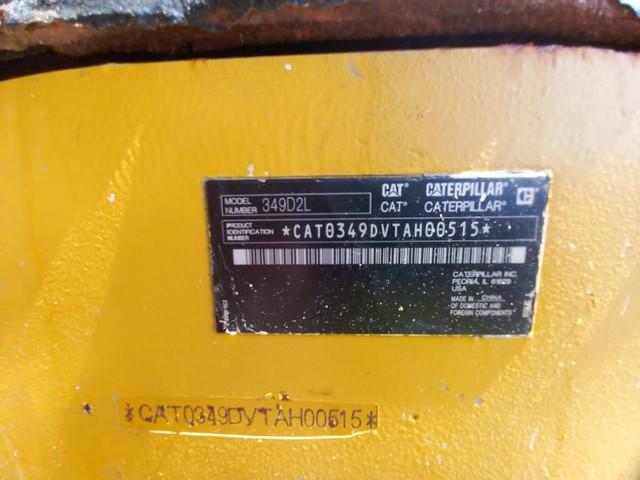 MODEL NUMBER 349D2L
CAT® CATERPILLAR®
CAT® CATERPILLAR®
PRODUCT IDENTIFICATION NUMBER *CAT0349DVTAH00515*
CATERPILLAR INC.
PEORIA, IL 61629
USA
MADE IN CHINA
OF DOMESTIC AND
FOREIGN COMPONENTS
*CAT0349DVTAH00515*